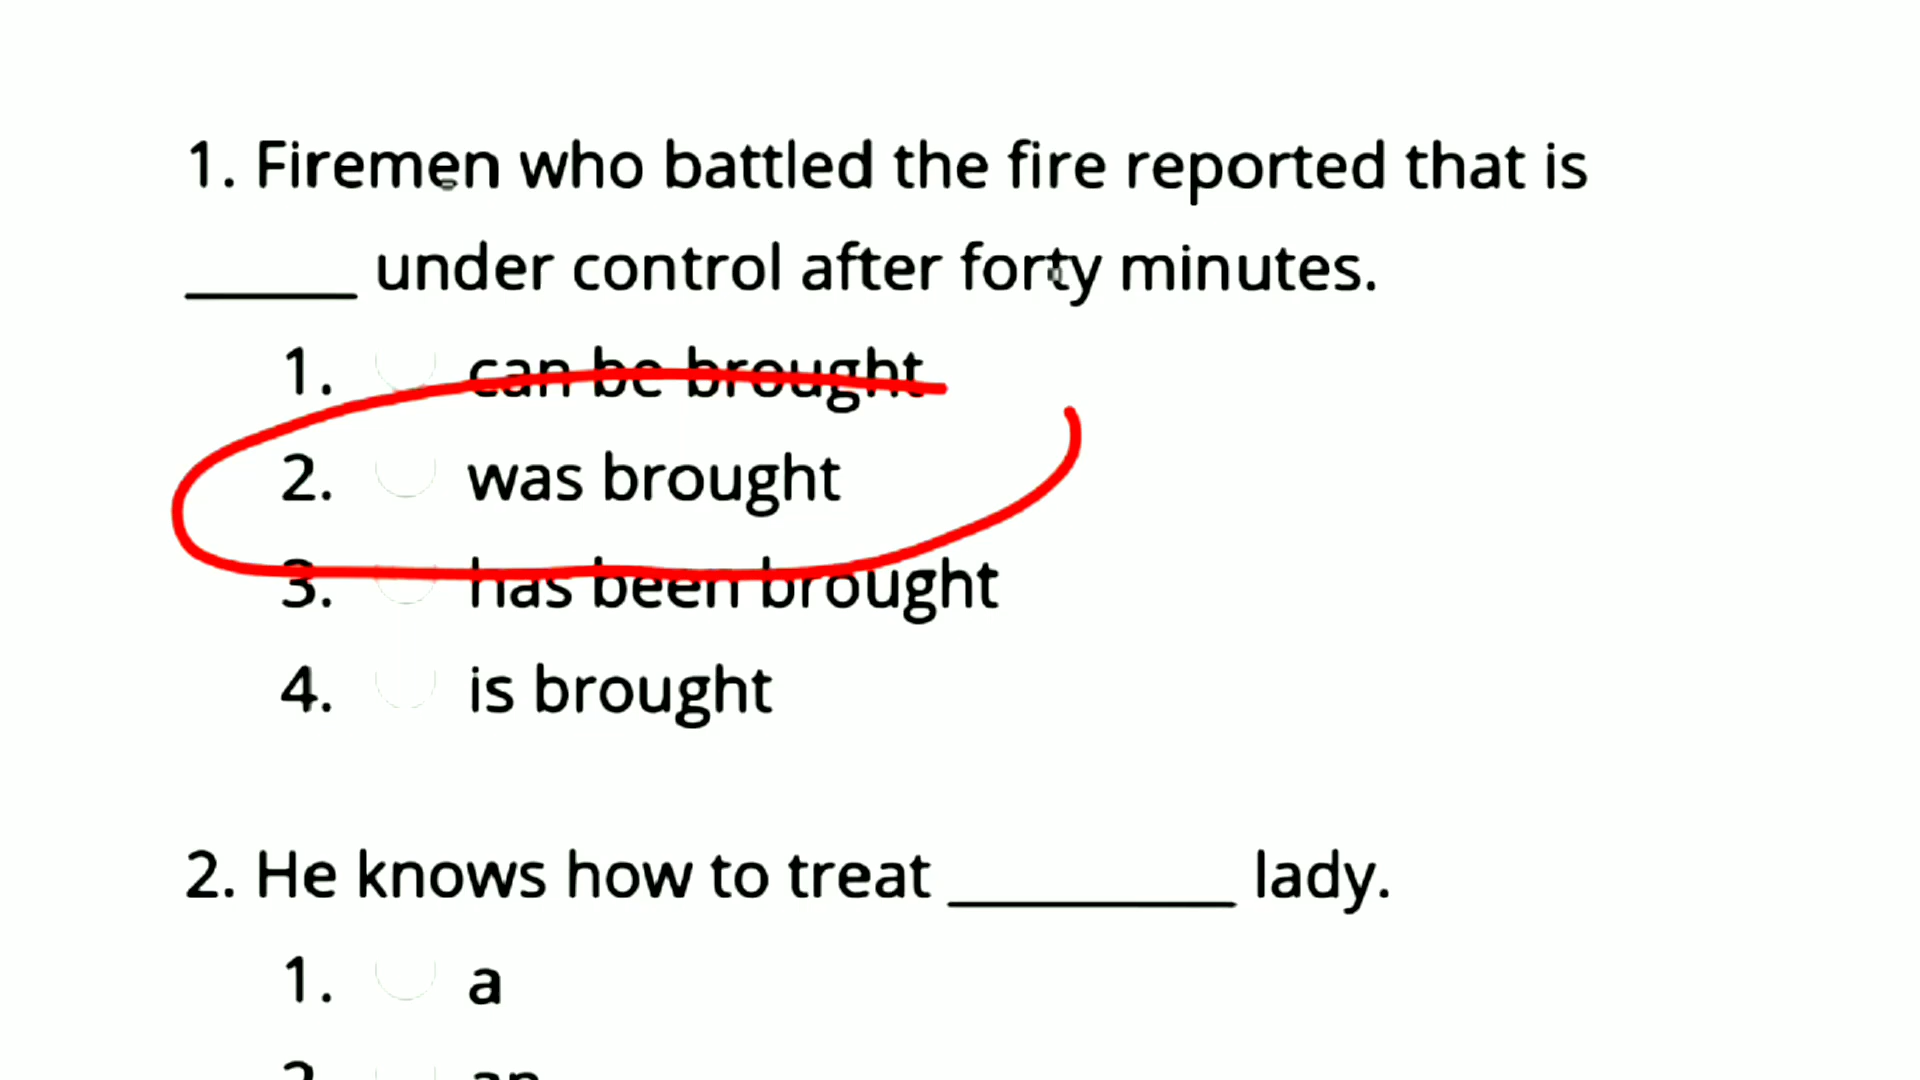 1. Firemen who battled the fire reported that is
______ under control after forty minutes.
1. can be brought
2. was brought
3. has been brought
4. is brought
2. He knows how to treat __________ lady.
1. a
2. an